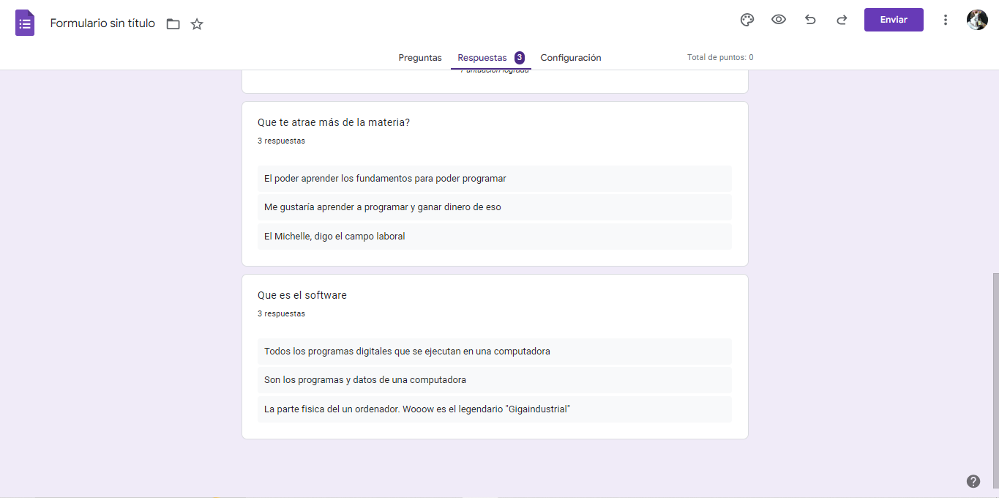 Formulario sin título
Enviar
Preguntas
Respuestas 3
Configuración
Total de puntos: 0
Que te atrae más de la materia?
3 respuestas
El poder aprender los fundamentos para poder programar
Me gustaría aprender a programar y ganar dinero de eso
El Michelle, digo el campo laboral
Que es el software
3 respuestas
Todos los programas digitales que se ejecutan en una computadora
Son los programas y datos de una computadora
La parte fisica del un ordenador. Wooow es el legendario "Gigaindustrial"